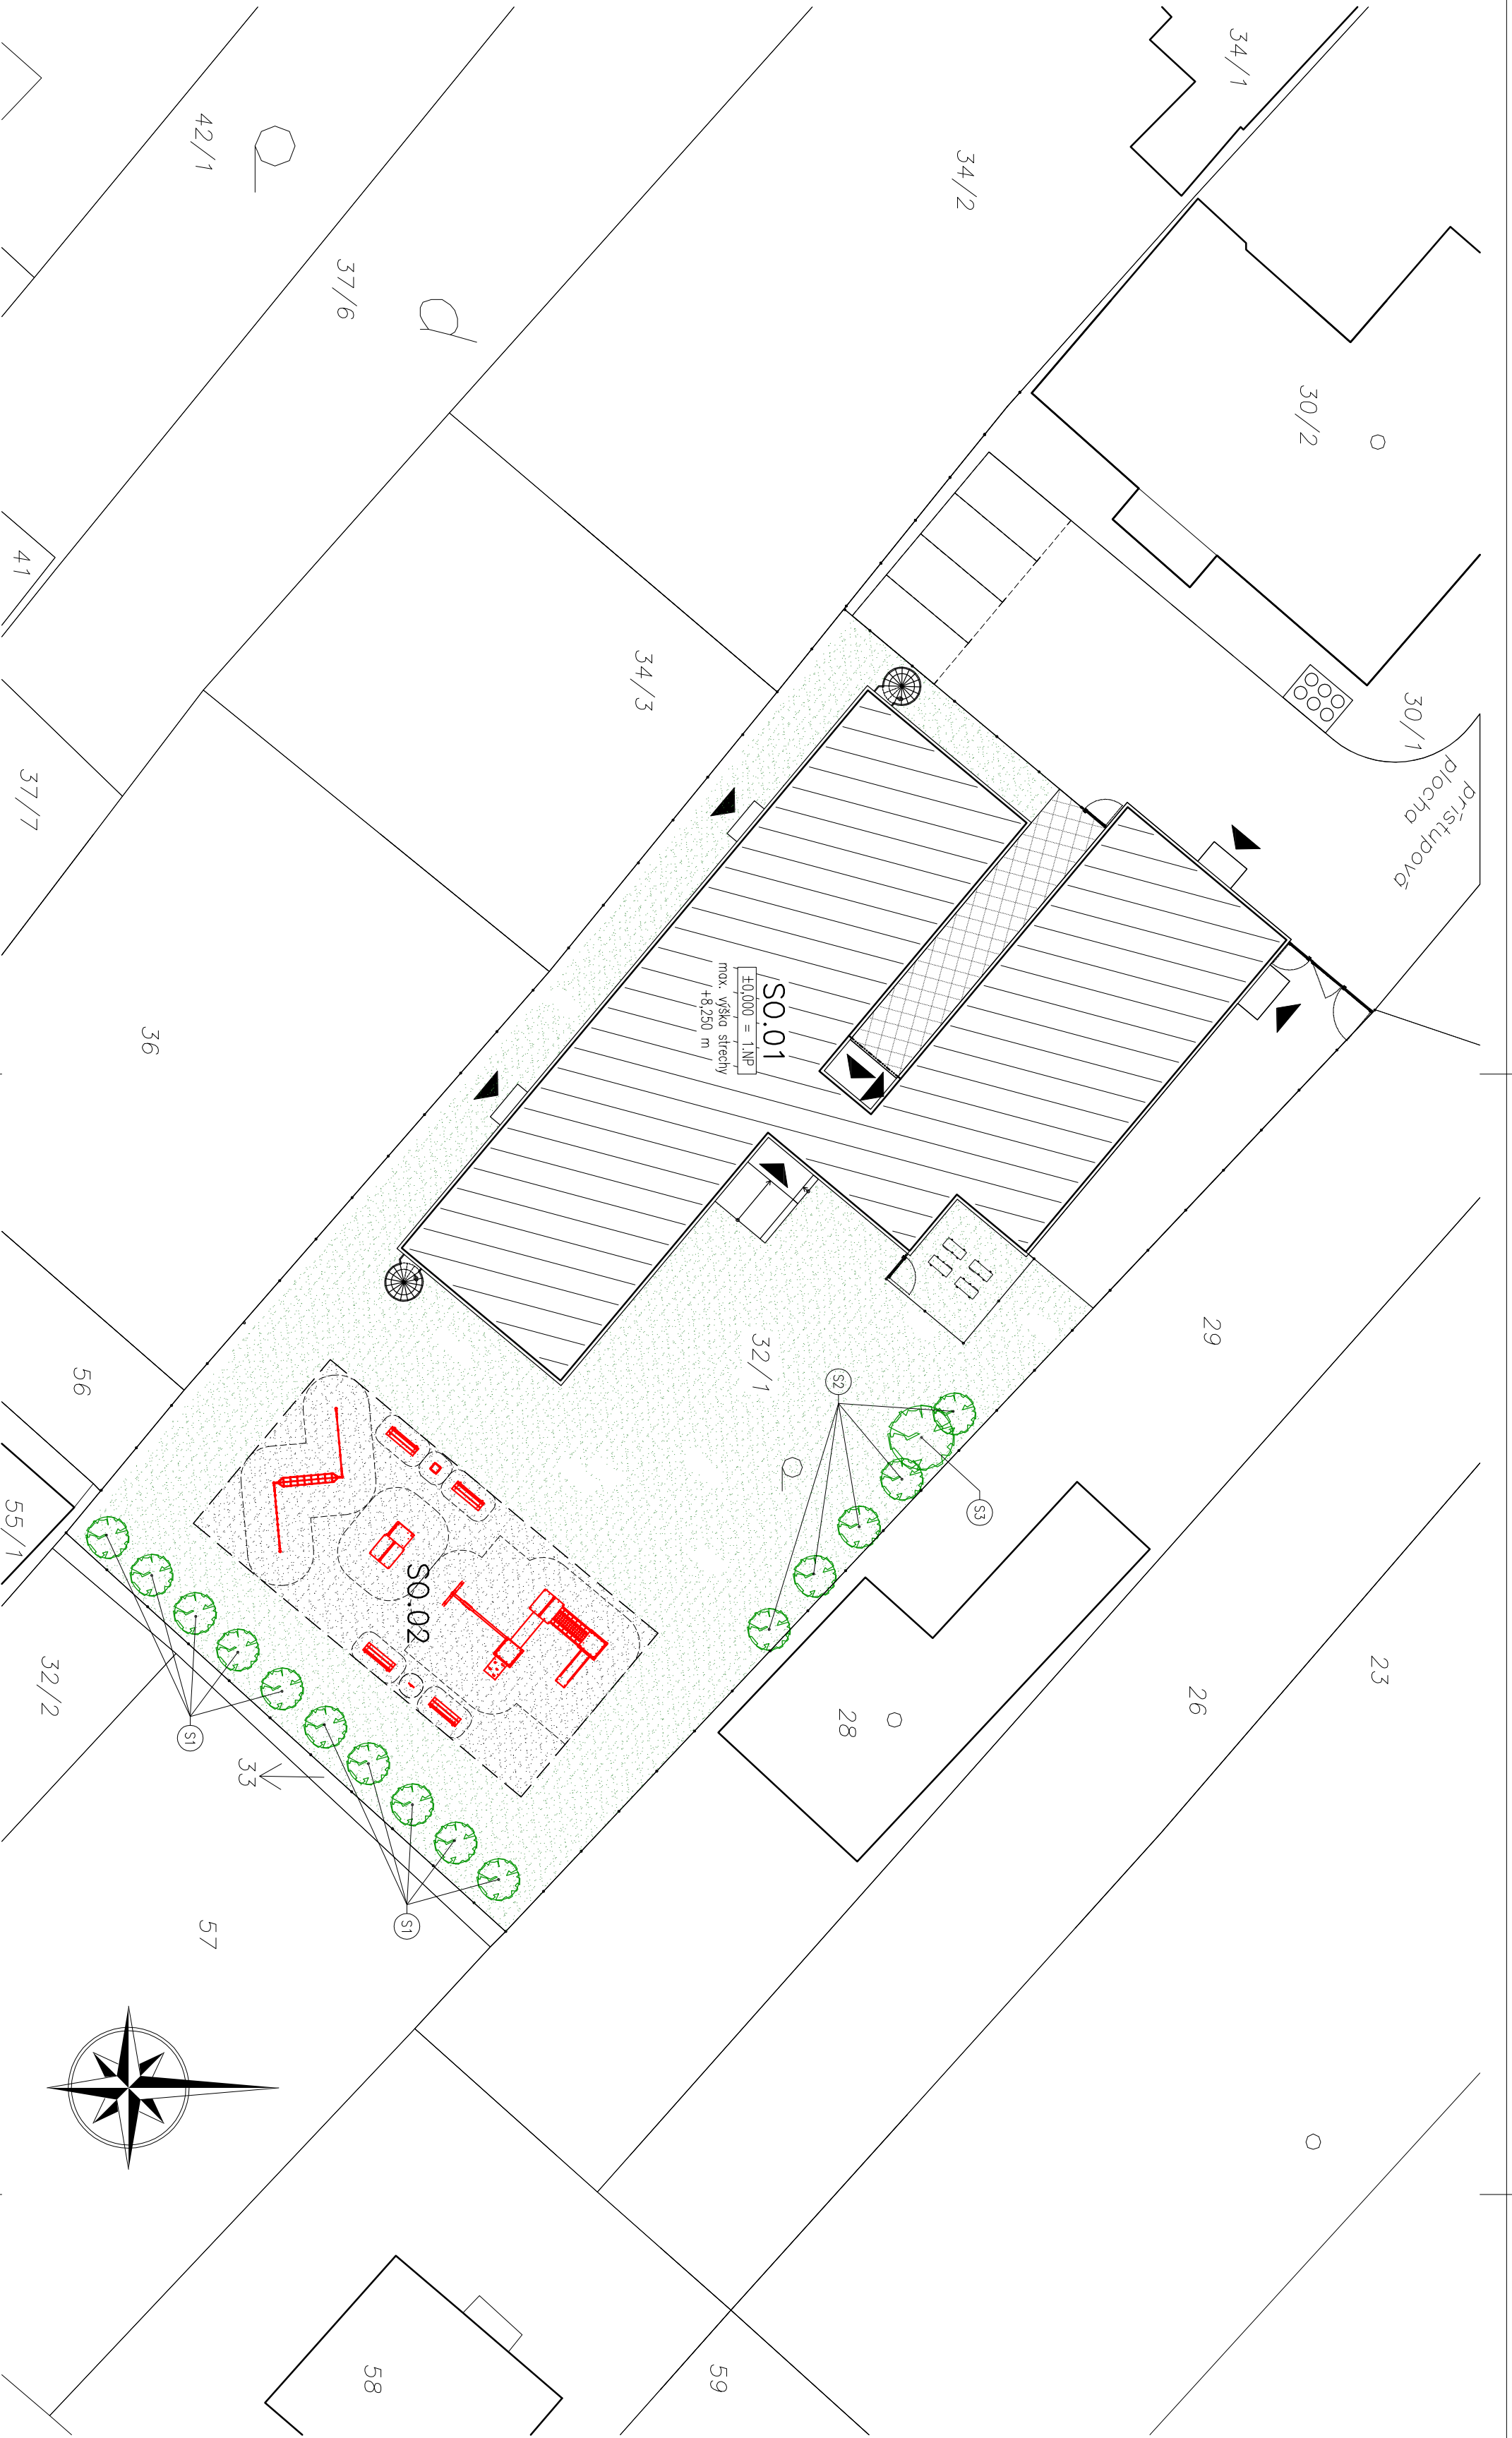 34/1
42/1
34/2
37/6
30/2
41
34/3
30/1
prístupová
plocha
37/7
SO.01
±0,000 = 1.NP
max. výška strechy
+8,250 m
36
29
32/1
56
S2
S3
55/1
SO.02
32/2
23
26
28
S1
33
57
S1
58
59